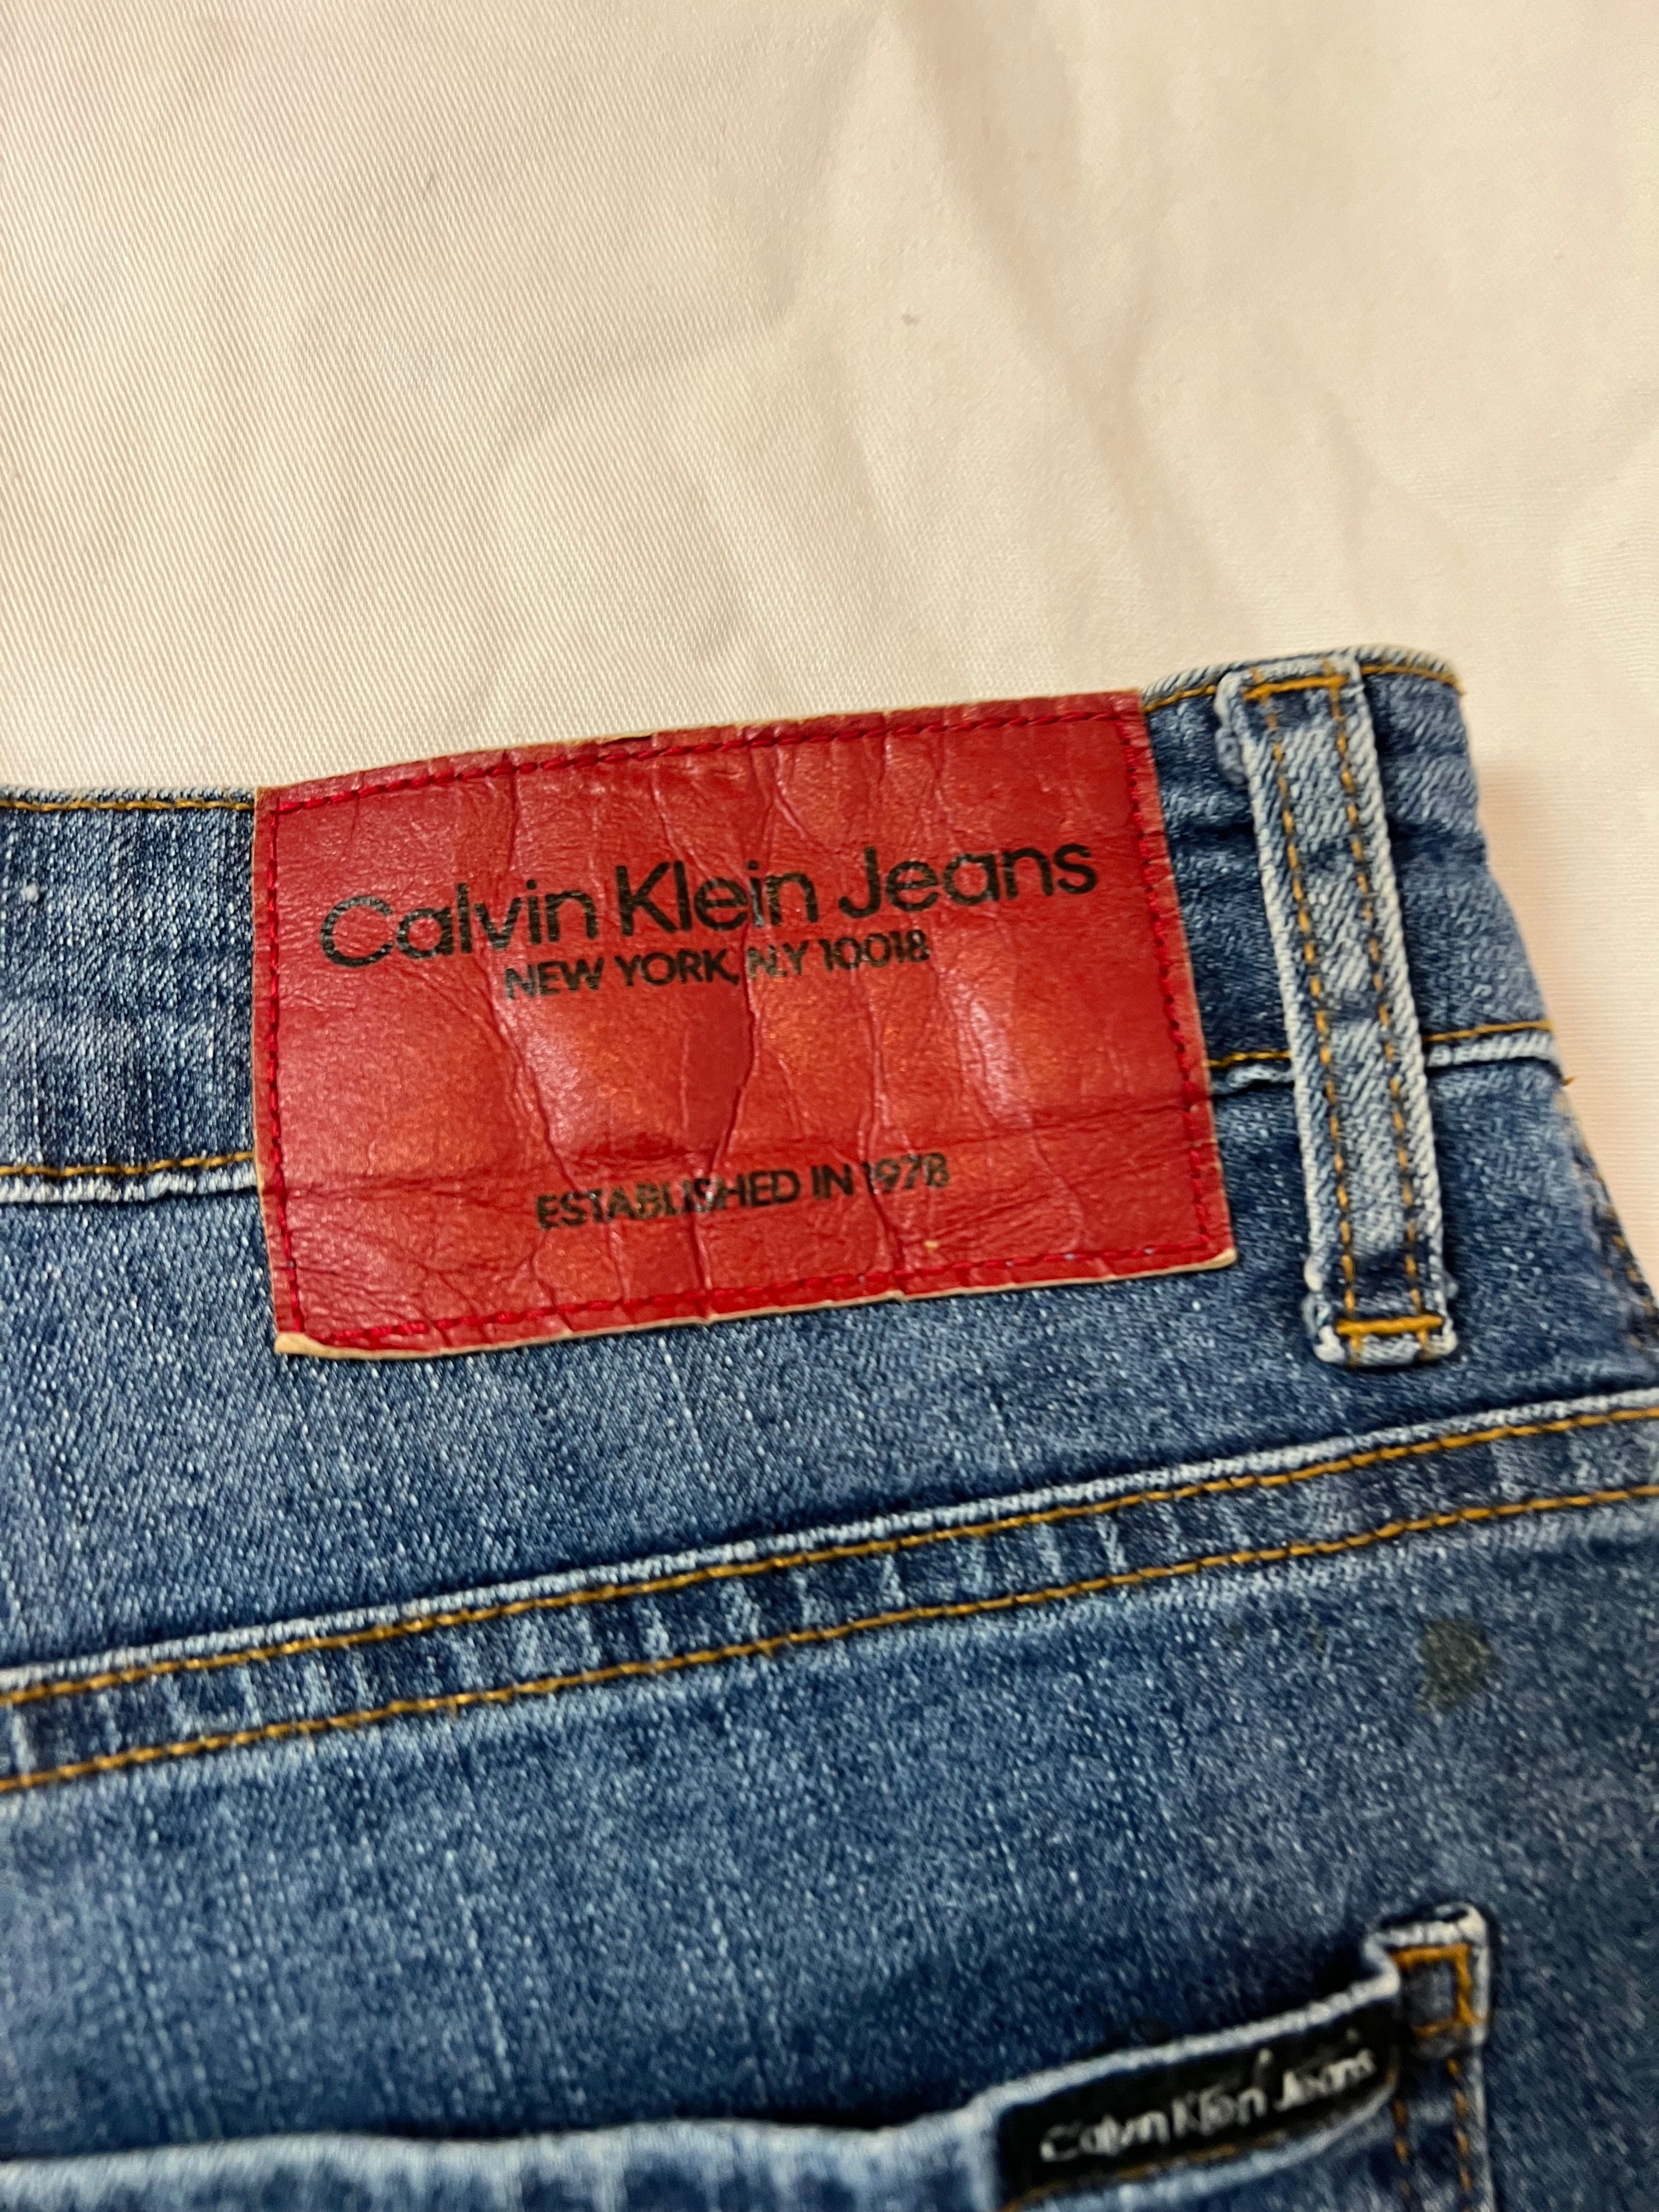 Calvin Klein Jeans
NEW YORK, N.Y 10018
ESTABLISHED IN 1978
Calvin Klein Jeans